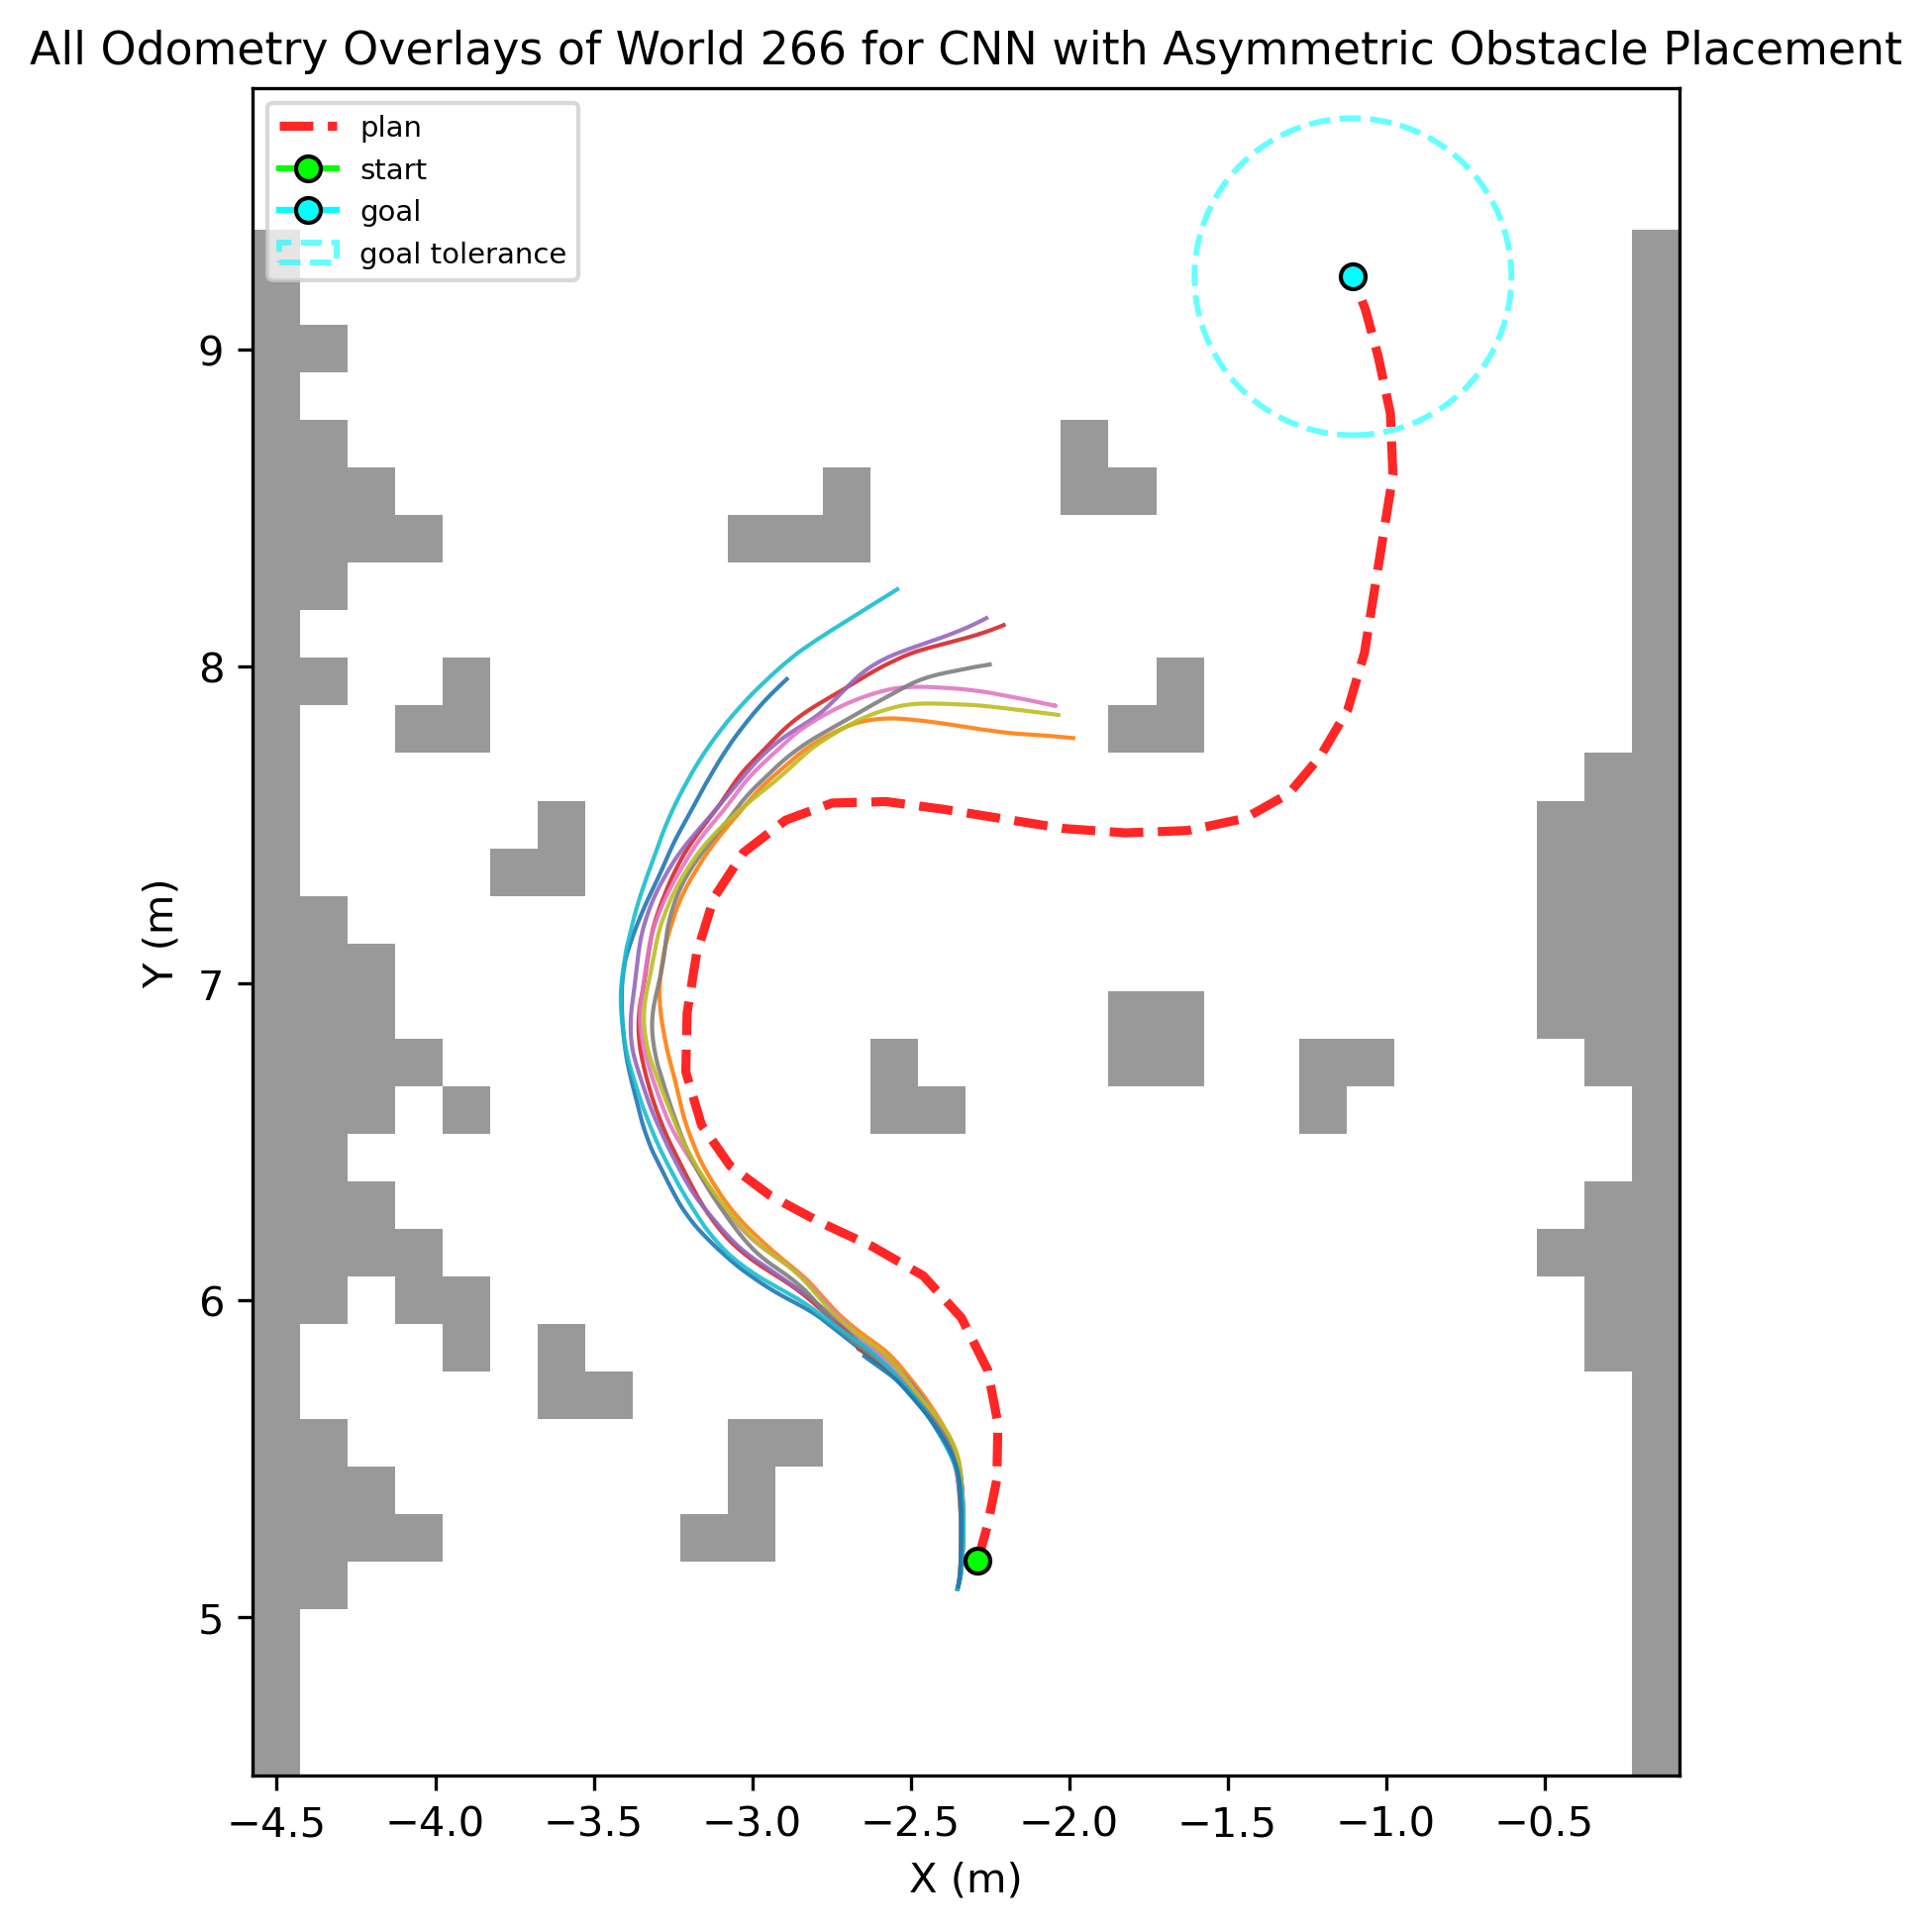 All Odometry Overlays of World 266 for CNN with Asymmetric Obstacle Placement
plan
start
goal
goal tolerance
9
8
7
6
5
Y (m)
−4.5 −4.0 −3.5 −3.0 −2.5 −2.0 −1.5 −1.0 −0.5
X (m)